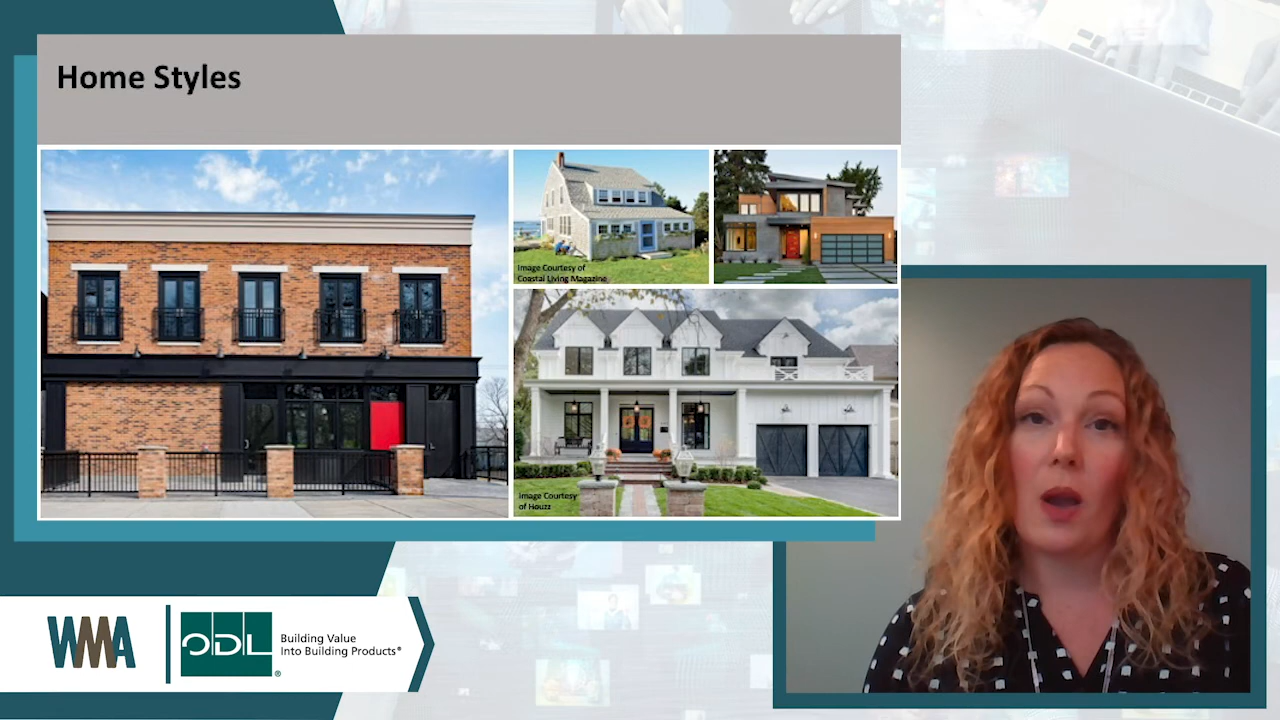 Home Styles
Image Courtesy of
Coastal Living Magazine
Image Courtesy
of Houzz
WMA
ODL
Building Value
Into Building Products®
®